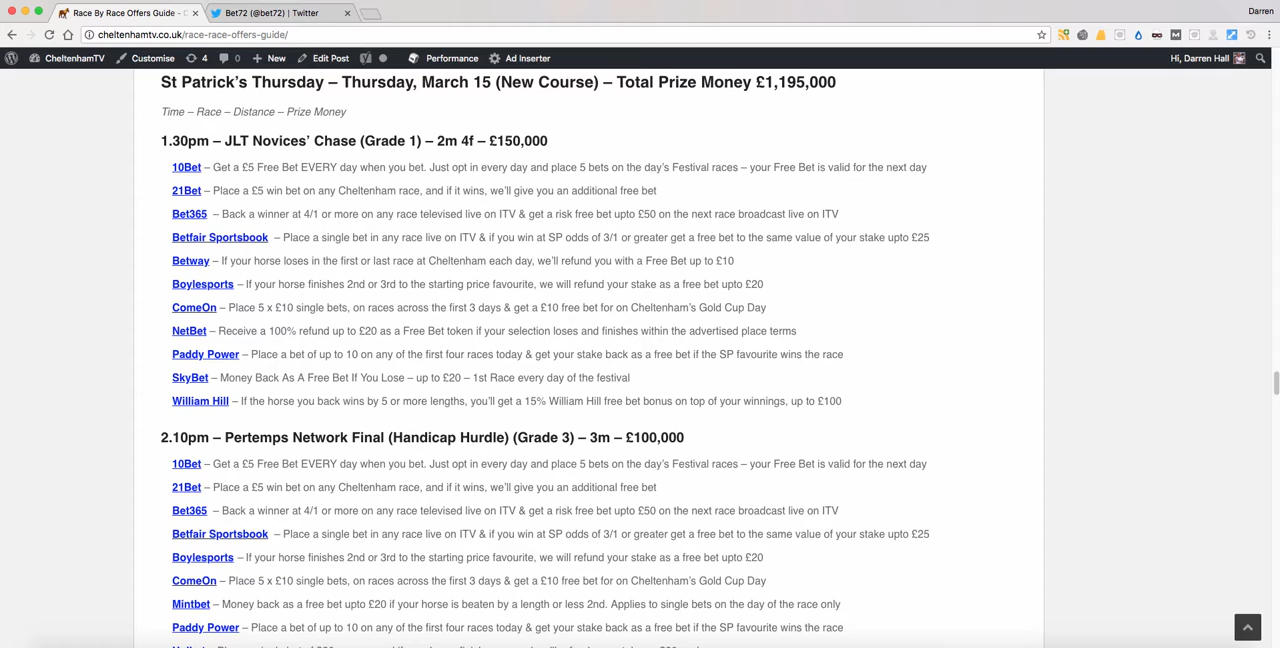 Race By Race Offers Guide - C
Bet72 (@bet72) | Twitter
Darren
cheltenhamtv.co.uk/race-race-offers-guide/
CheltenhamTV Customise 4 0 New Edit Post Performance Ad Inserter Hi, Darren Hall
St Patrick’s Thursday – Thursday, March 15 (New Course) – Total Prize Money £1,195,000
Time – Race – Distance – Prize Money
1.30pm – JLT Novices’ Chase (Grade 1) – 2m 4f – £150,000
10Bet – Get a £5 Free Bet EVERY day when you bet. Just opt in every day and place 5 bets on the day’s Festival races – your Free Bet is valid for the next day
21Bet – Place a £5 win bet on any Cheltenham race, and if it wins, we’ll give you an additional free bet
Bet365 – Back a winner at 4/1 or more on any race televised live on ITV & get a risk free bet upto £50 on the next race broadcast live on ITV
Betfair Sportsbook – Place a single bet in any race live on ITV & if you win at SP odds of 3/1 or greater get a free bet to the same value of your stake upto £25
Betway – If your horse loses in the first or last race at Cheltenham each day, we’ll refund you with a Free Bet up to £10
Boylesports – If your horse finishes 2nd or 3rd to the starting price favourite, we will refund your stake as a free bet upto £20
ComeOn – Place 5 x £10 single bets, on races across the first 3 days & get a £10 free bet for on Cheltenham’s Gold Cup Day
NetBet – Receive a 100% refund up to £20 as a Free Bet token if your selection loses and finishes within the advertised place terms
Paddy Power – Place a bet of up to 10 on any of the first four races today & get your stake back as a free bet if the SP favourite wins the race
SkyBet – Money Back As A Free Bet If You Lose – up to £20 – 1st Race every day of the festival
William Hill – If the horse you back wins by 5 or more lengths, you’ll get a 15% William Hill free bet bonus on top of your winnings, up to £100
2.10pm – Pertemps Network Final (Handicap Hurdle) (Grade 3) – 3m – £100,000
10Bet – Get a £5 Free Bet EVERY day when you bet. Just opt in every day and place 5 bets on the day’s Festival races – your Free Bet is valid for the next day
21Bet – Place a £5 win bet on any Cheltenham race, and if it wins, we’ll give you an additional free bet
Bet365 – Back a winner at 4/1 or more on any race televised live on ITV & get a risk free bet upto £50 on the next race broadcast live on ITV
Betfair Sportsbook – Place a single bet in any race live on ITV & if you win at SP odds of 3/1 or greater get a free bet to the same value of your stake upto £25
Boylesports – If your horse finishes 2nd or 3rd to the starting price favourite, we will refund your stake as a free bet upto £20
ComeOn – Place 5 x £10 single bets, on races across the first 3 days & get a £10 free bet for on Cheltenham’s Gold Cup Day
Mintbet – Money back as a free bet upto £20 if your horse is beaten by a length or less 2nd. Applies to single bets on the day of the race only
Paddy Power – Place a bet of up to 10 on any of the first four races today & get your stake back as a free bet if the SP favourite wins the race